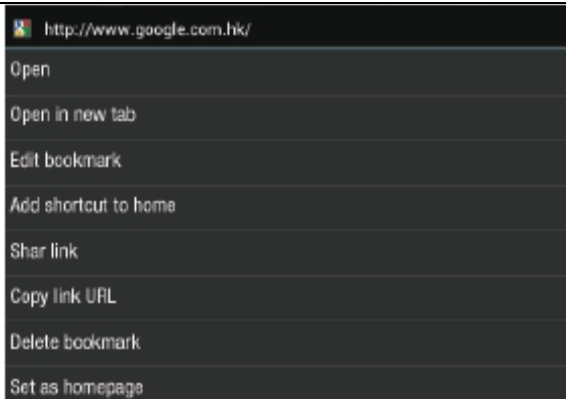 http://www.google.com.hk/
Open
Open in new tab
Edit bookmark
Add shortcut to home
Shar link
Copy link URL
Delete bookmark
Set as homepage